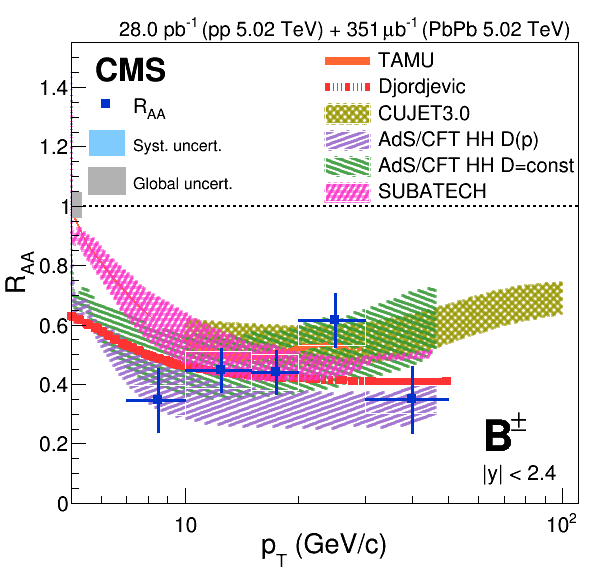 28.0 pb⁻¹ (pp 5.02 TeV) + 351 μb⁻¹ (PbPb 5.02 TeV)
CMS
R_AA
Syst. uncert.
Global uncert.
TAMU
Djordjevic
CUJET3.0
AdS/CFT HH D(p)
AdS/CFT HH D=const
SUBATECH
R_AA
1.4
1.2
1
0.8
0.6
0.4
0.2
0
B±
|y| < 2.4
10
10²
p_T (GeV/c)